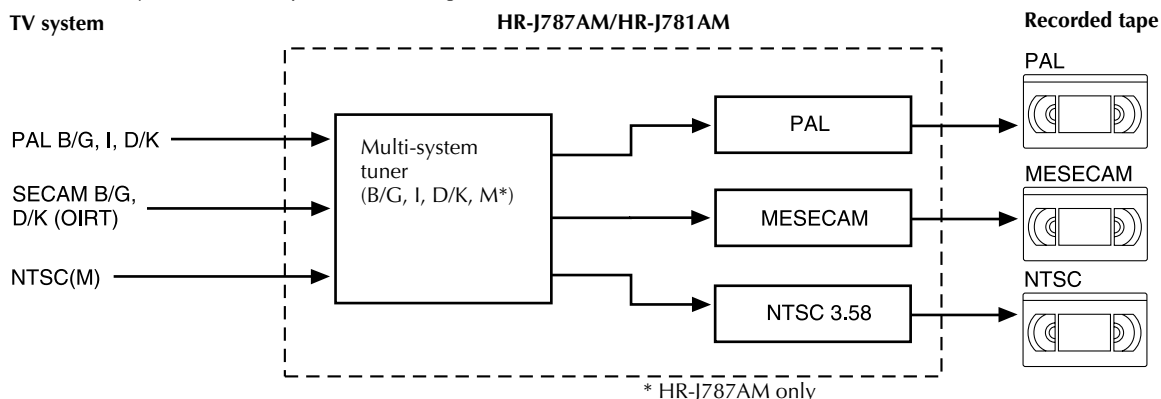 TV system
HR-J787AM/HR-J781AM
Recorded tape
PAL B/G, I, D/K
SECAM B/G,
D/K (OIRT)
NTSC(M)
Multi-system
tuner
(B/G, I, D/K, M*)
PAL
MESECAM
NTSC 3.58
PAL
MESECAM
NTSC
* HR-J787AM only